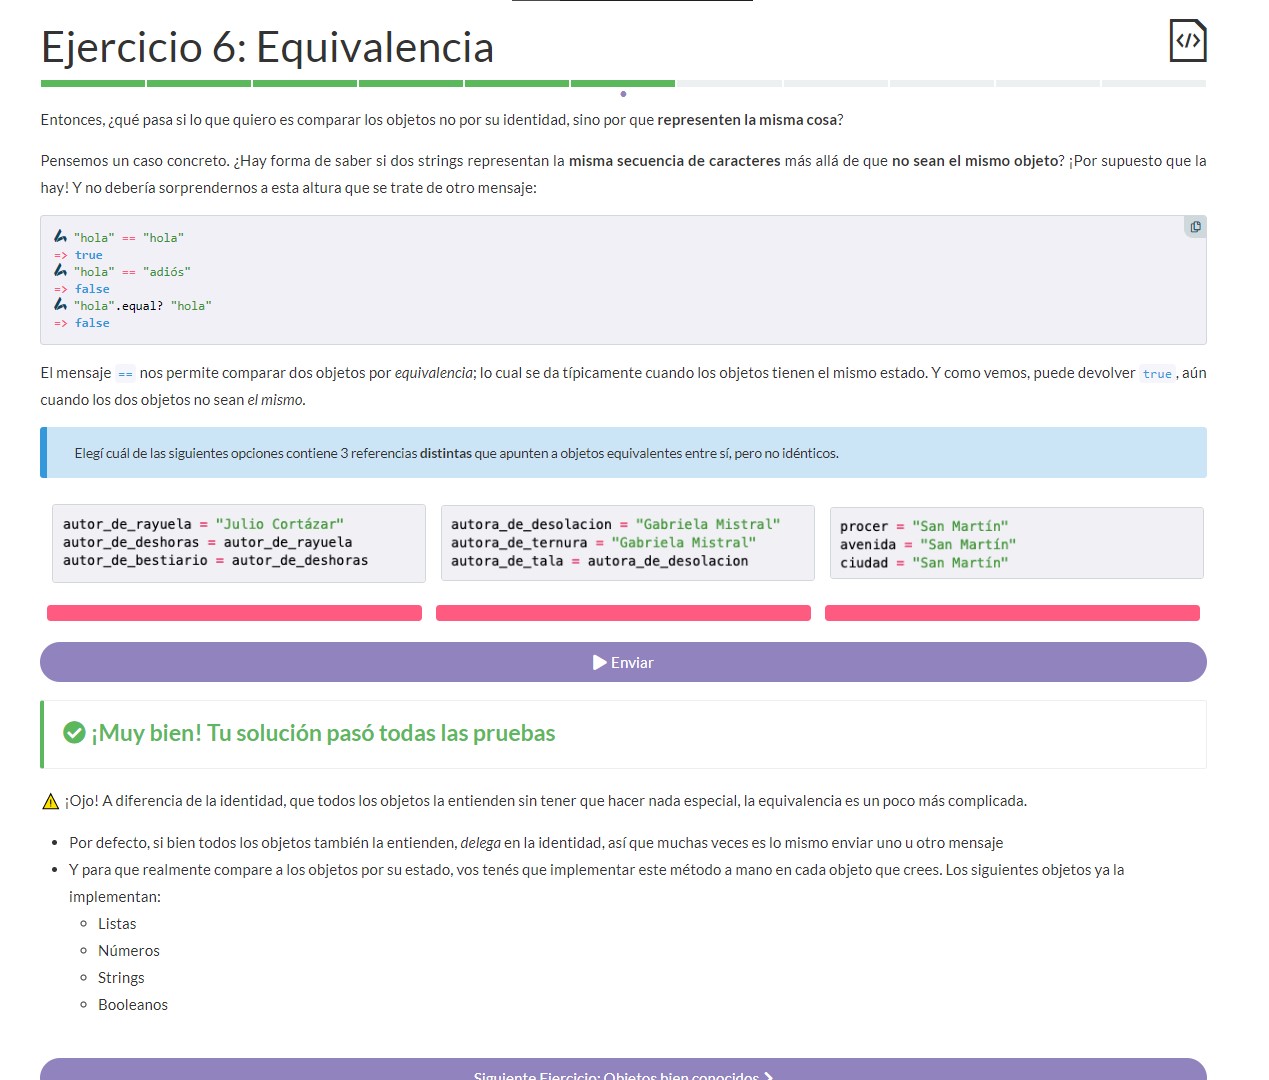 Ejercicio 6: Equivalencia
</>
Entonces, ¿qué pasa si lo que quiero es comparar los objetos no por su identidad, sino por que representen la misma cosa?
Pensemos un caso concreto. ¿Hay forma de saber si dos strings representan la misma secuencia de caracteres más allá de que no sean el mismo objeto? ¡Por supuesto que la
hay! Y no debería sorprendernos a esta altura que se trate de otro mensaje:
"hola" == "hola"
=> true
"hola" == "adiós"
=> false
"hola".equal? "hola"
=> false
El mensaje == nos permite comparar dos objetos por equivalencia; lo cual se da típicamente cuando los objetos tienen el mismo estado. Y como vemos, puede devolver true, aún
cuando los dos objetos no sean el mismo.
Elegí cuál de las siguientes opciones contiene 3 referencias distintas que apunten a objetos equivalentes entre sí, pero no idénticos.
autor_de_rayuela = "Julio Cortázar"
autor_de_deshoras = autor_de_rayuela
autor_de_bestiario = autor_de_deshoras
autora_de_desolacion = "Gabriela Mistral"
autora_de_ternura = "Gabriela Mistral"
autora_de_tala = autora_de_desolacion
procer = "San Martín"
avenida = "San Martín"
ciudad = "San Martín"
Enviar
¡Muy bien! Tu solución pasó todas las pruebas
¡Ojo! A diferencia de la identidad, que todos los objetos la entienden sin tener que hacer nada especial, la equivalencia es un poco más complicada.
Por defecto, si bien todos los objetos también la entienden, delega en la identidad, así que muchas veces es lo mismo enviar uno u otro mensaje
Y para que realmente compare a los objetos por su estado, vos tenés que implementar este método a mano en cada objeto que crees. Los siguientes objetos ya la
implementan:
Listas
Números
Strings
Booleanos
Siguiente Ejercicio: Objetos bien conocidos